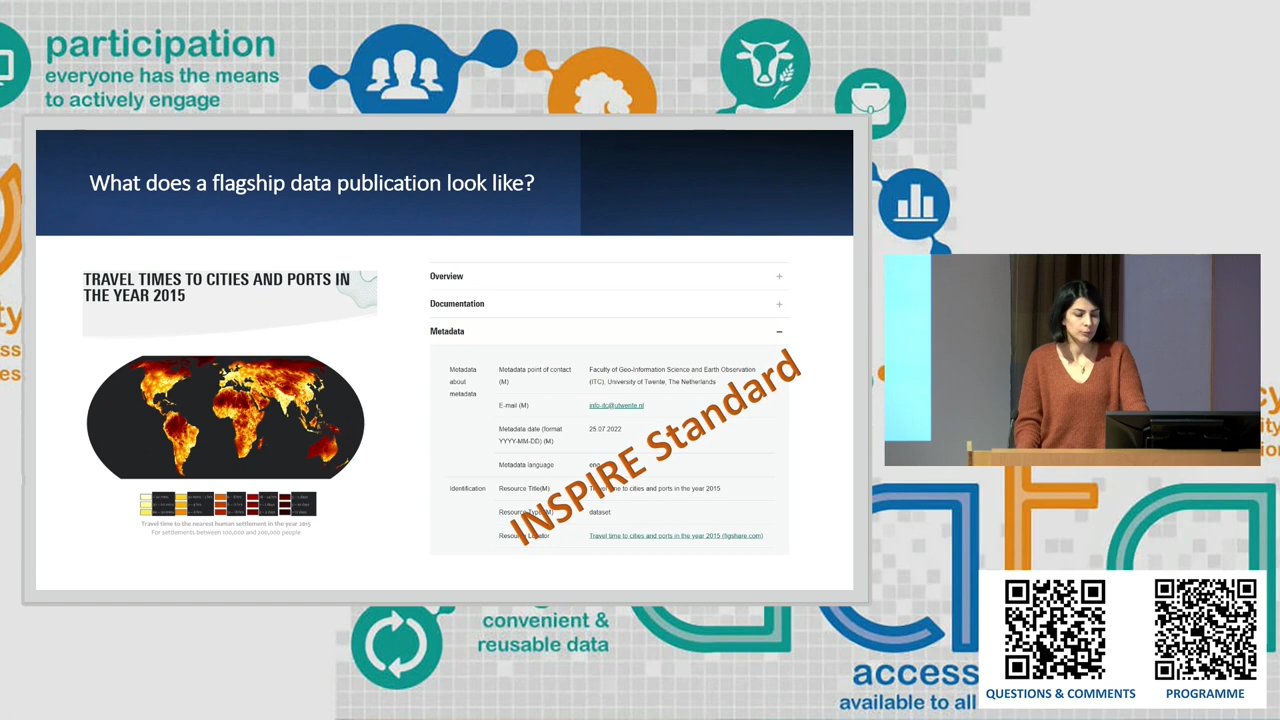 participation
everyone has the means
to actively engage
What does a flagship data publication look like?
TRAVEL TIMES TO CITIES AND PORTS IN
THE YEAR 2015
Travel time to the nearest human settlement in the year 2015
For settlements between 100,000 and 200,000 people
Overview
Documentation
Metadata
Metadata
about
metadata
Metadata point of contact
(M)
Faculty of Geo-Information Science and Earth Observation
(ITC), University of Twente, The Netherlands
E-mail (M)
info-itc@utwente.nl
Metadata date (format
YYYY-MM-DD) (M)
25.07.2022
Metadata language
eng
Identification
Resource Title(M)
time to cities and ports in the year 2015
Resource
dataset
Travel time to cities and ports in the year 2015 (figshare.com)
INSPIRE Standard
convenient &
reusable data
access
available to all
QUESTIONS & COMMENTS
PROGRAMME